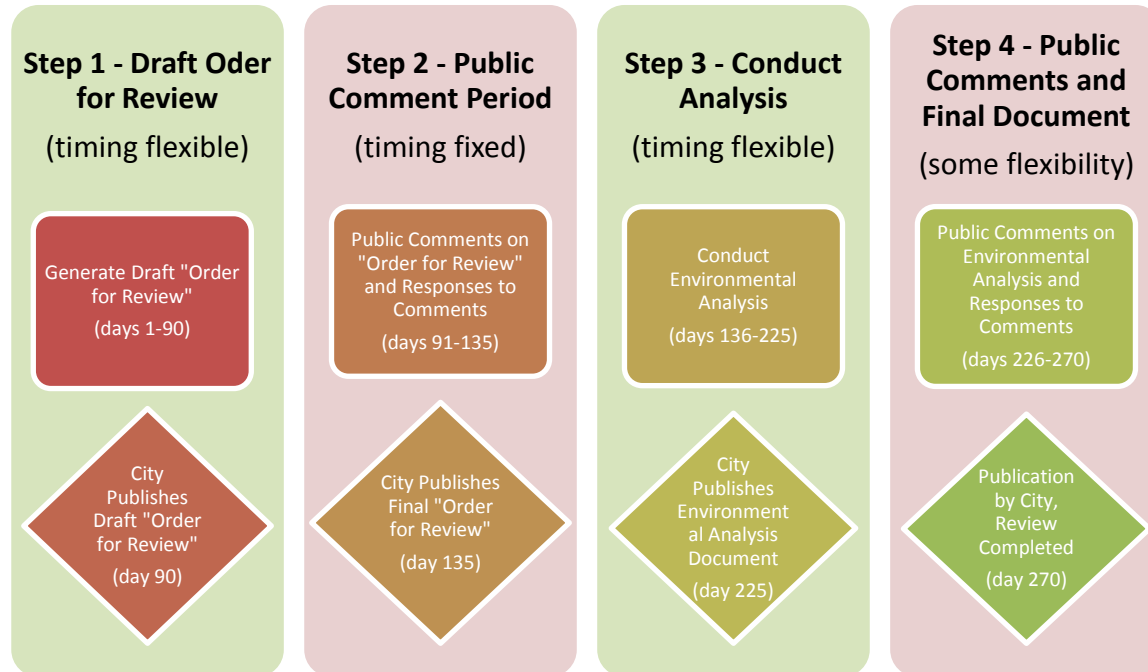 Step 1 - Draft Oder
for Review
(timing flexible)
Generate Draft "Order
for Review"
(days 1-90)
City
Publishes
Draft "Order
for Review"
(day 90)
Step 2 - Public
Comment Period
(timing fixed)
Public Comments on
"Order for Review"
and Responses to
Comments
(days 91-135)
City Publishes
Final "Order
for Review"
(day 135)
Step 3 - Conduct
Analysis
(timing flexible)
Conduct
Environmental
Analysis
(days 136-225)
City
Publishes
Environment
al Analysis
Document
(day 225)
Step 4 - Public
Comments and
Final Document
(some flexibility)
Public Comments on
Environmental
Analysis and
Responses to
Comments
(days 226-270)
Publication
by City,
Review
Completed
(day 270)